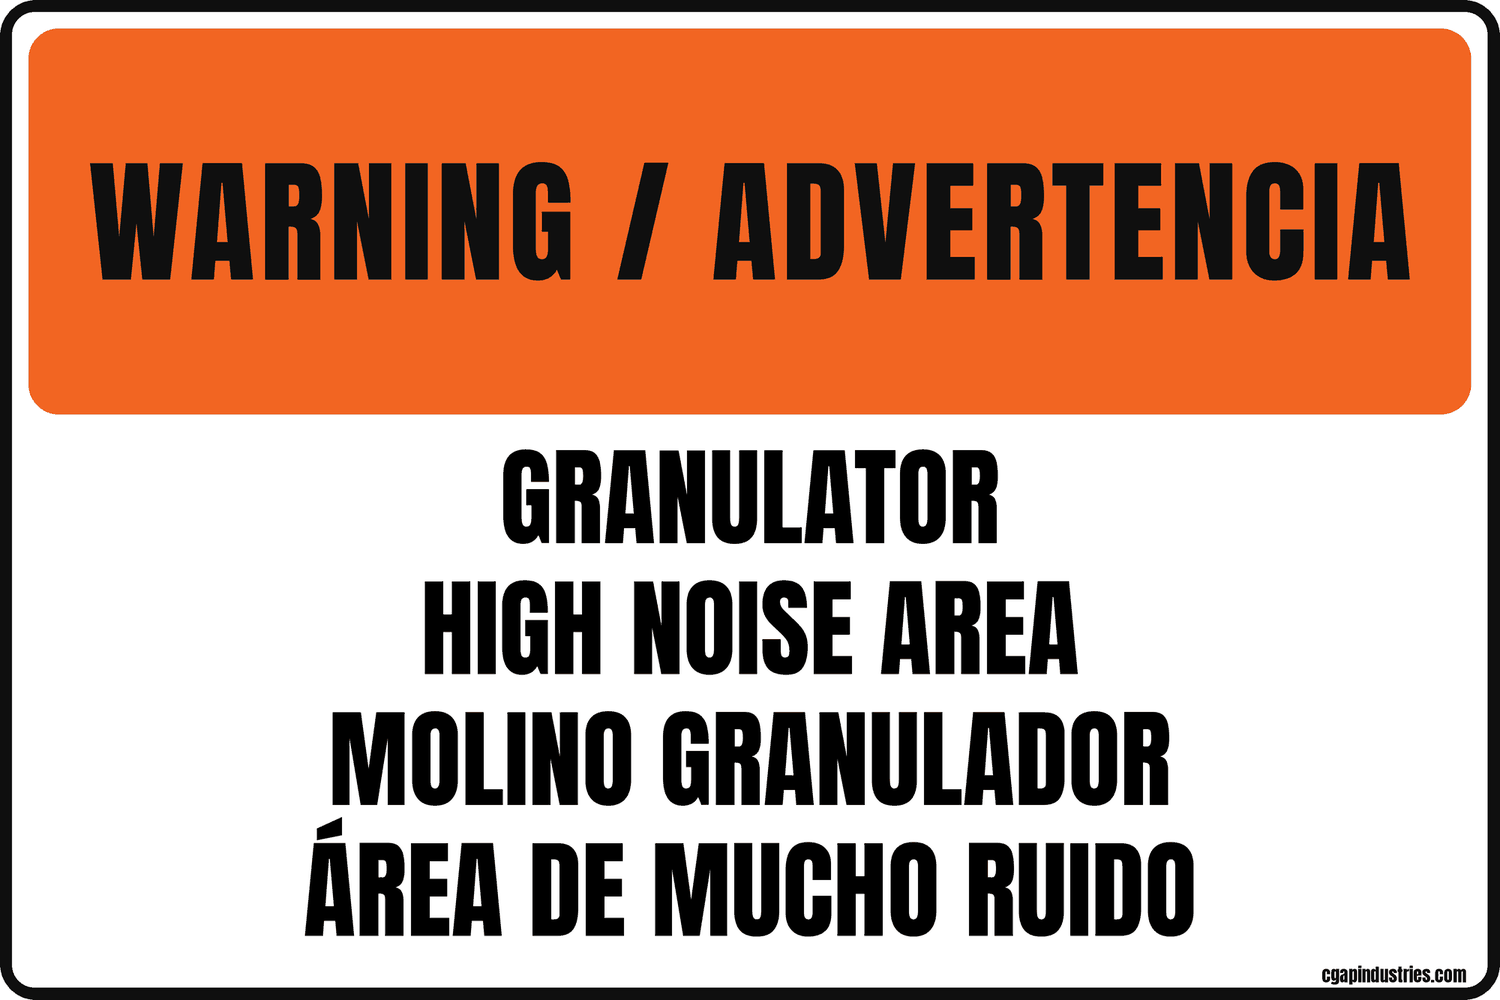 WARNING / ADVERTENCIA
GRANULATOR
HIGH NOISE AREA
MOLINO GRANULADOR
ÁREA DE MUCHO RUIDO
cgapindustries.com